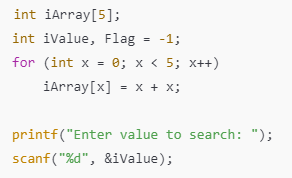 int iArray[5];
int iValue, Flag = -1;
for (int x = 0; x < 5; x++)
    iArray[x] = x + x;

printf("Enter value to search: ");
scanf("%d", &iValue);